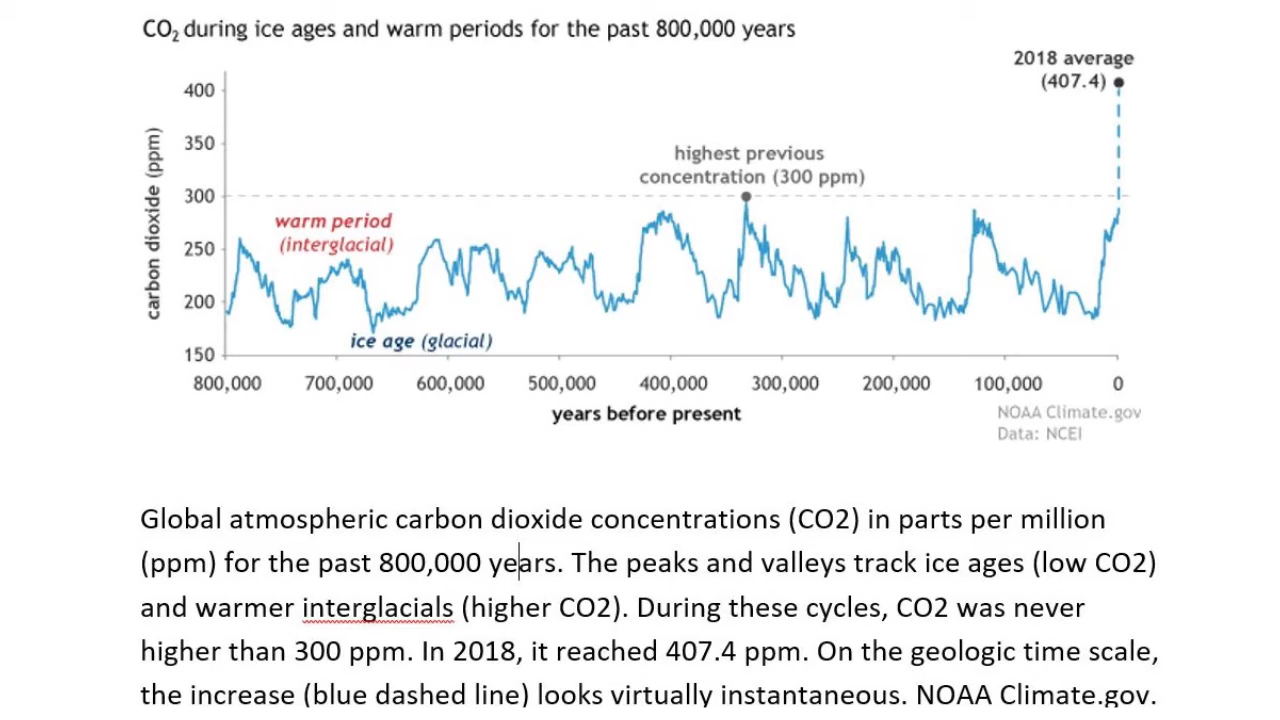 CO₂ during ice ages and warm periods for the past 800,000 years
2018 average
(407.4)
400
350
300
250
200
150
carbon dioxide (ppm)
highest previous
concentration (300 ppm)
warm period
(interglacial)
ice age (glacial)
800,000 700,000 600,000 500,000 400,000 300,000 200,000 100,000 0
years before present
NOAA Climate.gov
Data: NCEI
Global atmospheric carbon dioxide concentrations (CO2) in parts per million
(ppm) for the past 800,000 years. The peaks and valleys track ice ages (low CO2)
and warmer interglacials (higher CO2). During these cycles, CO2 was never
higher than 300 ppm. In 2018, it reached 407.4 ppm. On the geologic time scale,
the increase (blue dashed line) looks virtually instantaneous. NOAA Climate.gov.